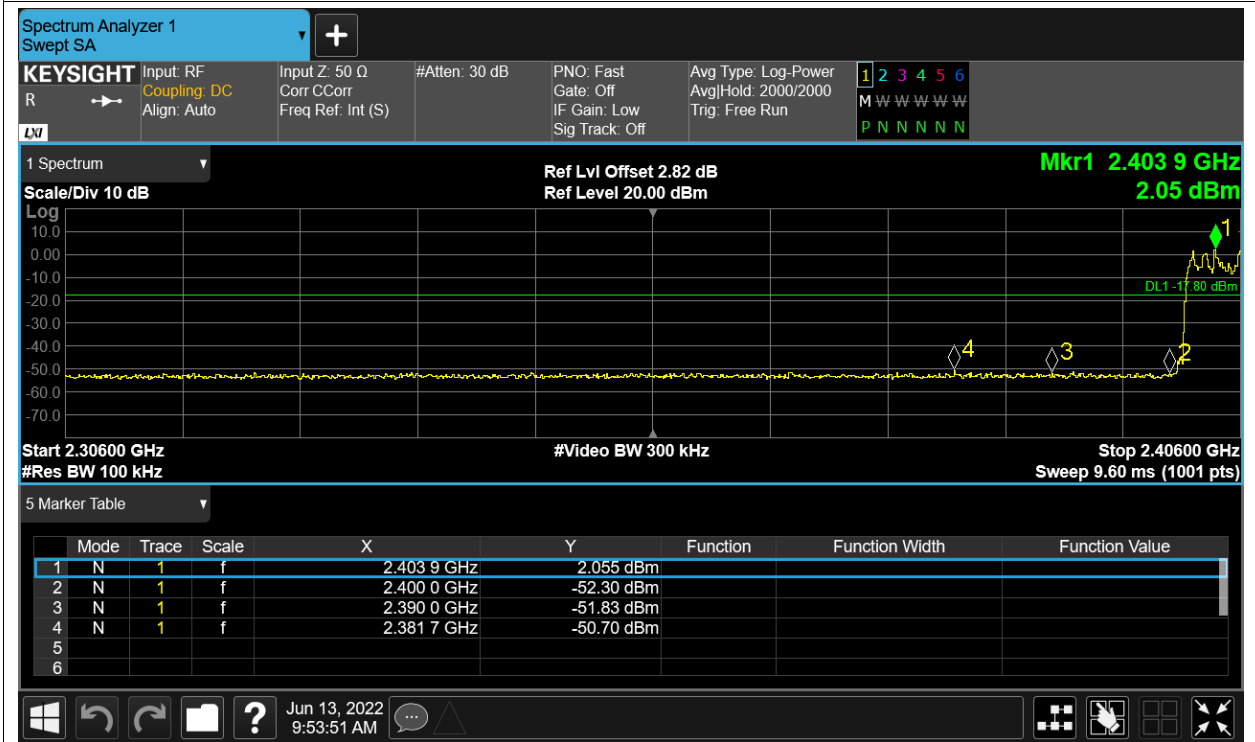 Spectrum Analyzer 1
Swept SA
+
KEYSIGHT Input: RF Input Z: 50 Ω #Atten: 30 dB PNO: Fast Avg Type: Log-Power 1 2 3 4 5 6
R Coupling: DC Corr CCorr Gate: Off Avg|Hold: 2000/2000 M W W W W W
Align: Auto Freq Ref: Int (S) IF Gain: Low Trig: Free Run
LXI Sig Track: Off P N N N N N
1 Spectrum Ref Lvl Offset 2.82 dB Mkr1 2.403 9 GHz
Scale/Div 10 dB Ref Level 20.00 dBm 2.05 dBm
Log
10.0 1
0.00
-10.0
DL1 -17.80 dBm
-20.0
-30.0
-40.0 4 3 2
-50.0
-60.0
-70.0
Start 2.30600 GHz #Video BW 300 kHz Stop 2.40600 GHz
#Res BW 100 kHz Sweep 9.60 ms (1001 pts)
5 Marker Table
Mode Trace Scale X Y Function Function Width Function Value
1 N 1 f 2.403 9 GHz 2.055 dBm
2 N 1 f 2.400 0 GHz -52.30 dBm
3 N 1 f 2.390 0 GHz -51.83 dBm
4 N 1 f 2.381 7 GHz -50.70 dBm
5
6
? Jun 13, 2022
9:53:51 AM